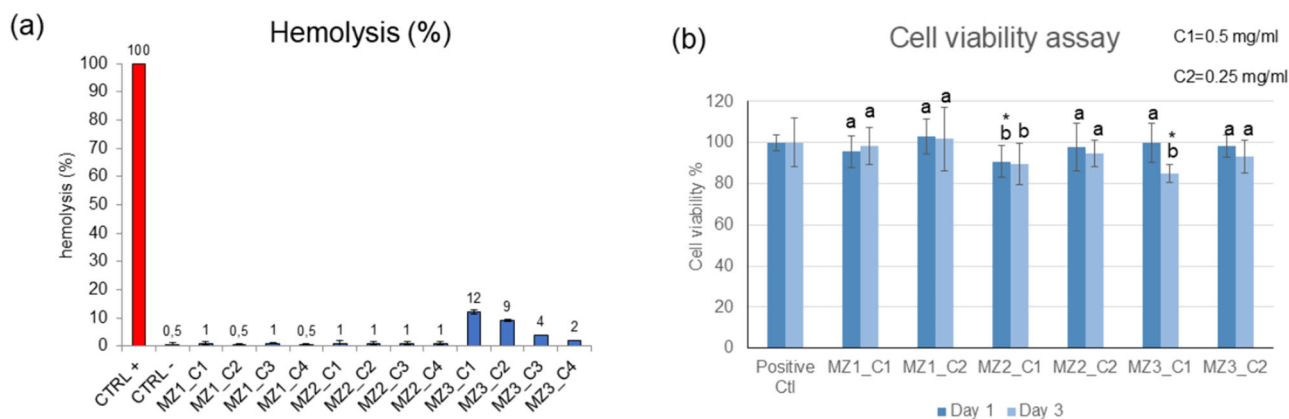 (a)
Hemolysis (%)
hemolysis (%)
100
90
80
70
60
50
40
30
20
10
0
100
0,5
1
0,5
1
0,5
1
1
1
1
12
9
4
2
CTRL +
CTRL -
MZ1_C1
MZ1_C2
MZ1_C3
MZ1_C4
MZ2_C1
MZ2_C2
MZ2_C3
MZ2_C4
MZ3_C1
MZ3_C2
MZ3_C3
MZ3_C4
(b)
Cell viability assay
C1=0.5 mg/ml
C2=0.25 mg/ml
Cell viability %
120
100
80
60
40
20
0
a a
a a
* 
b b
a a
a *
b
a a
Positive
Ctl
MZ1_C1
MZ1_C2
MZ2_C1
MZ2_C2
MZ3_C1
MZ3_C2
Day 1 Day 3